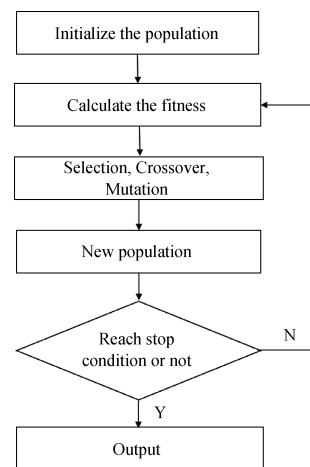 Initialize the population
Calculate the fitness
Selection, Crossover,
Mutation
New population
Reach stop
condition or not
N
Y
Output